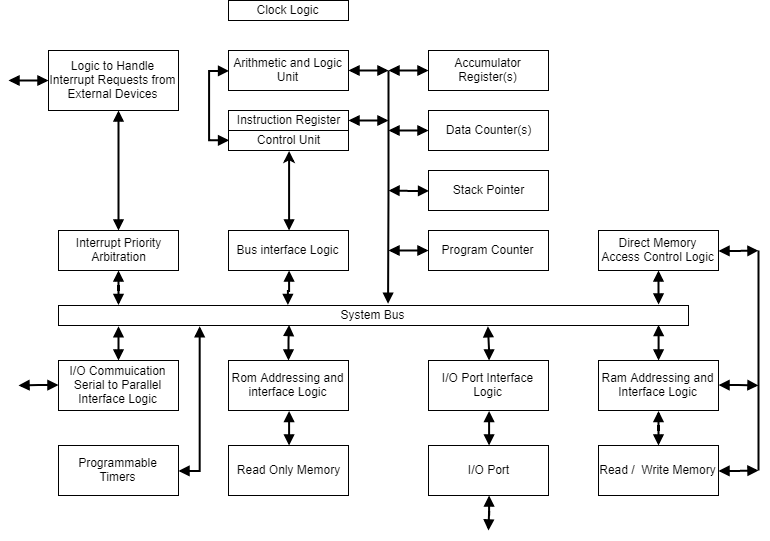 Clock Logic
Logic to Handle
Interrupt Requests from
External Devices
Arithmetic and Logic
Unit
Accumulator
Register(s)
Instruction Register
Control Unit
Data Counter(s)
Stack Pointer
Interrupt Priority
Arbitration
Bus interface Logic
Program Counter
Direct Memory
Access Control Logic
System Bus
I/O Commuication
Serial to Parallel
Interface Logic
Rom Addressing and
interface Logic
I/O Port Interface
Logic
Ram Addressing and
Interface Logic
Programmable
Timers
Read Only Memory
I/O Port
Read / Write Memory